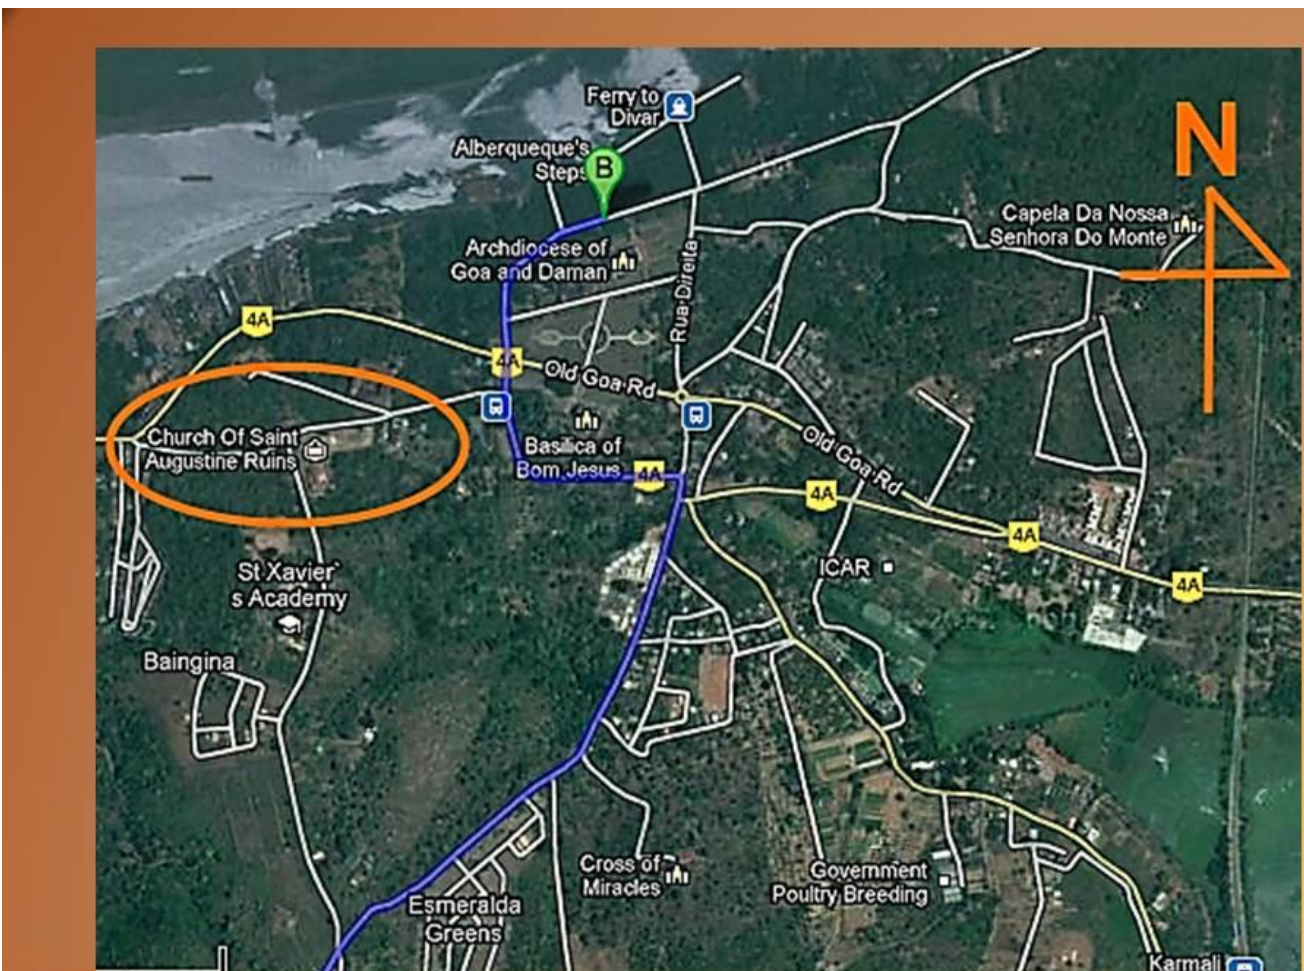 Ferry to
Divar
Alberqueque's
Steps
B
N
Capela Da Nossa
Senhora Do Monte
Archdiocese of
Goa and Daman
Rua Direita
4A
4A
Old Goa Rd
Church Of Saint
Augustine Ruins
Basilica of
Bom Jesus
4A
Old Goa Rd
4A
4A
4A
ICAR
St Xavier'
s Academy
Baingina
Cross of
Miracles
Government
Poultry Breeding
Esmeralda
Greens
Karmali